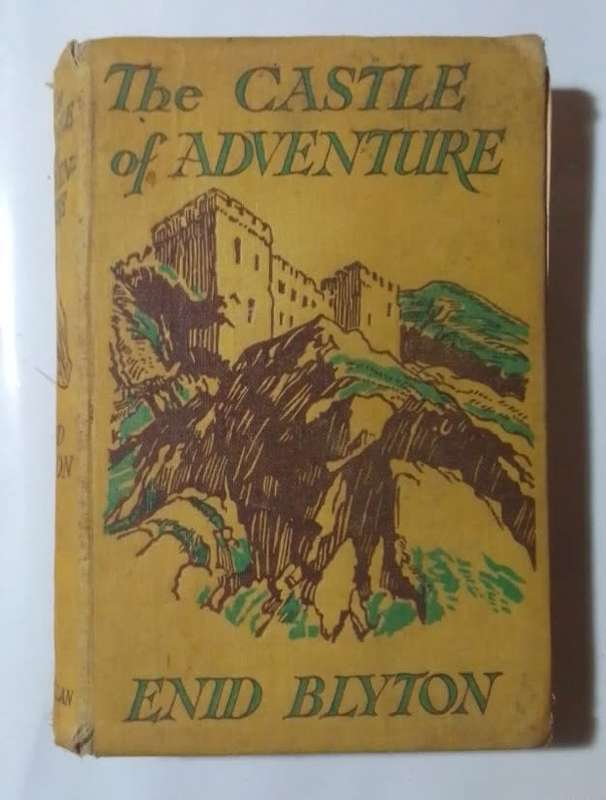 The CASTLE
of ADVENTURE
ENID BLYTON